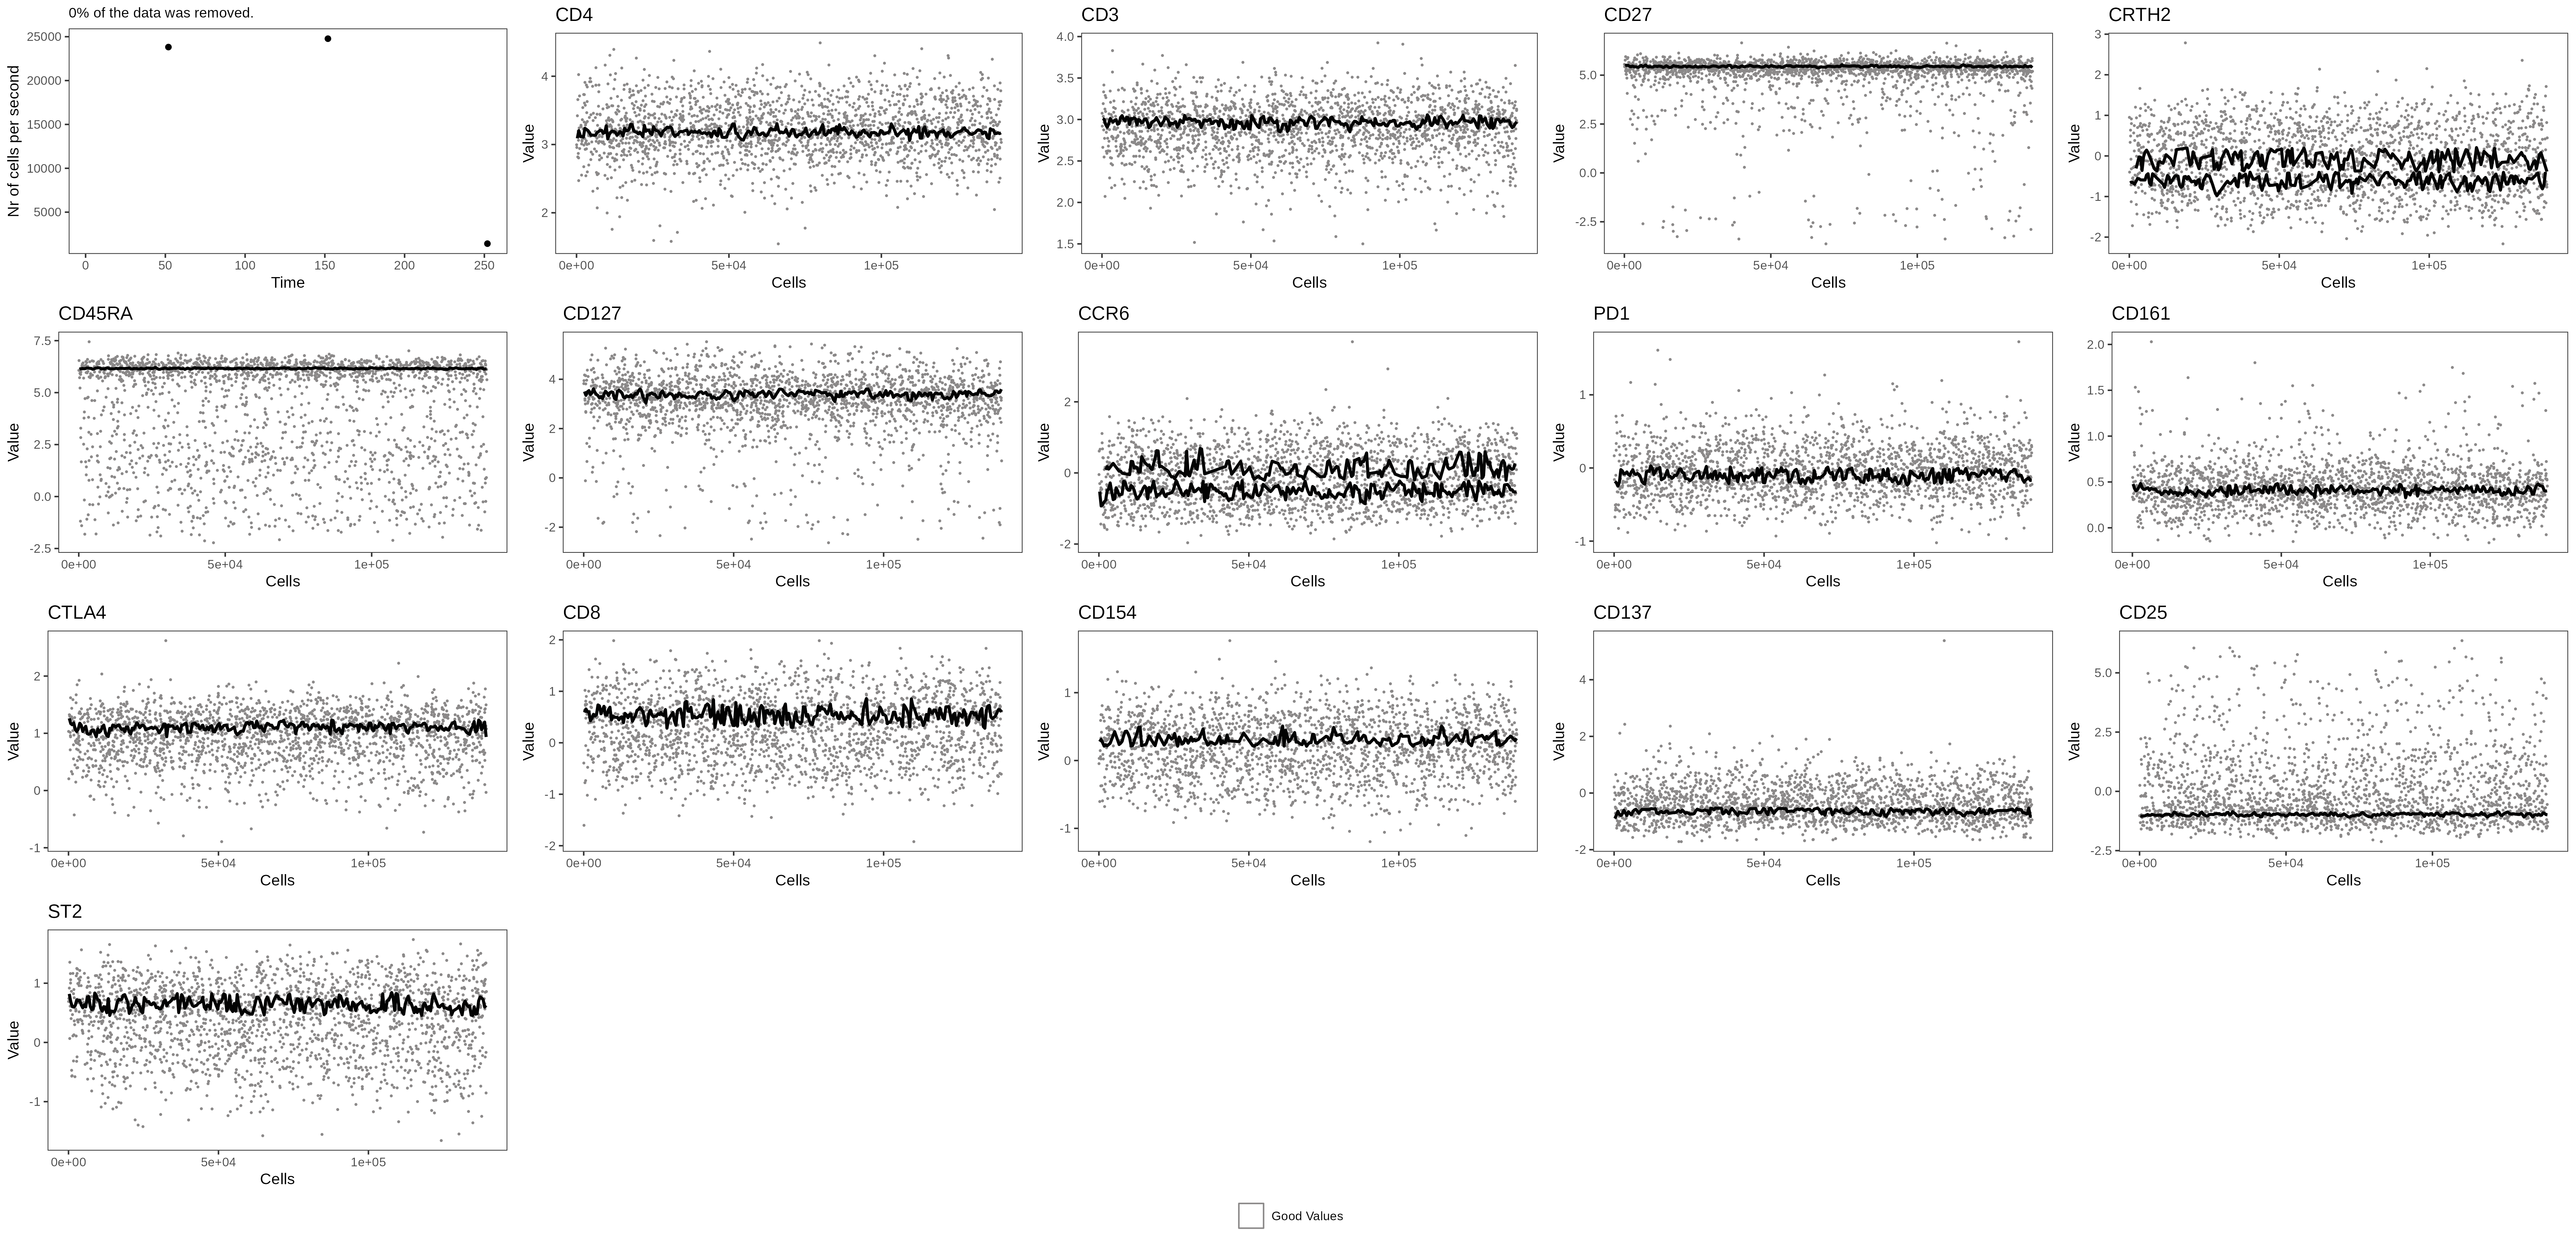 0% of the data was removed.
Nr of cells per second
25000
20000
15000
10000
5000
0 50 100 150 200 250
Time
CD4
Value
4
3
2
0e+00 5e+04 1e+05
Cells
CD3
Value
4.0
3.5
3.0
2.5
2.0
1.5
0e+00 5e+04 1e+05
Cells
CD27
Value
5.0
2.5
0.0
-2.5
0e+00 5e+04 1e+05
Cells
CRTH2
Value
3
2
1
0
-1
-2
0e+00 5e+04 1e+05
Cells
CD45RA
Value
7.5
5.0
2.5
0.0
-2.5
0e+00 5e+04 1e+05
Cells
CD127
Value
4
2
0
-2
0e+00 5e+04 1e+05
Cells
CCR6
Value
2
0
-2
0e+00 5e+04 1e+05
Cells
PD1
Value
1
0
-1
0e+00 5e+04 1e+05
Cells
CD161
Value
2.0
1.5
1.0
0.5
0.0
0e+00 5e+04 1e+05
Cells
CTLA4
Value
2
1
0
-1
0e+00 5e+04 1e+05
Cells
CD8
Value
2
1
0
-1
-2
0e+00 5e+04 1e+05
Cells
CD154
Value
1
0
-1
0e+00 5e+04 1e+05
Cells
CD137
Value
4
2
0
-2
0e+00 5e+04 1e+05
Cells
CD25
Value
5.0
2.5
0.0
-2.5
0e+00 5e+04 1e+05
Cells
ST2
Value
1
0
-1
0e+00 5e+04 1e+05
Cells
Good Values